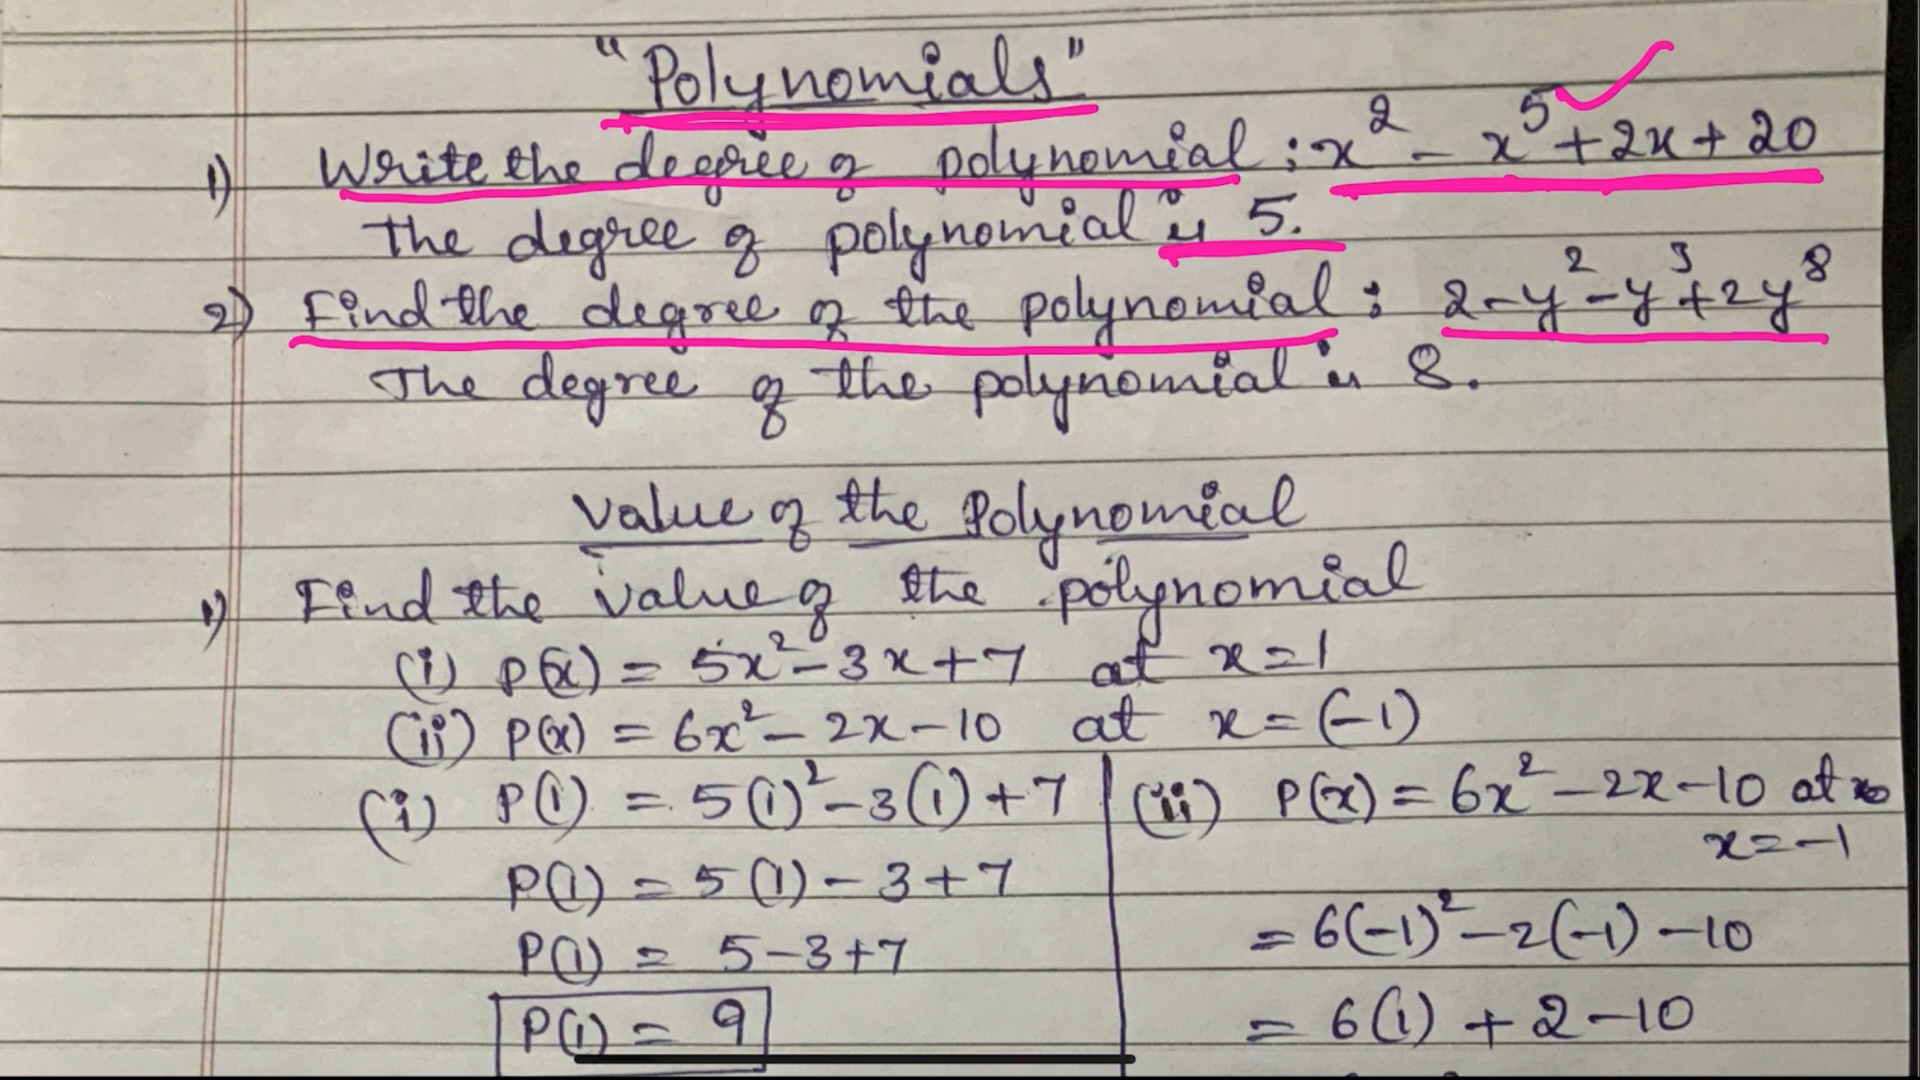 "Polynomials"
1) Write the degree of polynomial : x² - x⁵ + 2x + 20
The degree of polynomial is 5.
2) Find the degree of the polynomial : 2 - y² - y³ + 2y⁸
The degree of the polynomial is 8.
Value of the Polynomial
1) Find the value of the polynomial
(i) P(x) = 5x² - 3x + 7 at x = 1
(ii) P(x) = 6x² - 2x - 10 at x = (-1)
(i) P(1) = 5(1)² - 3(1) + 7
P(1) = 5(1) - 3 + 7
P(1) = 5 - 3 + 7
P(1) = 9
(ii) P(x) = 6x² - 2x - 10 at
x = -1
= 6(-1)² - 2(-1) - 10
= 6(1) + 2 - 10